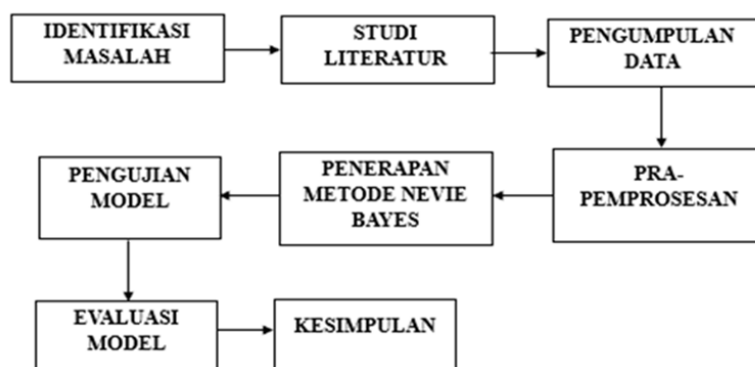 IDENTIFIKASI
MASALAH
STUDI
LITERATUR
PENGUMPULAN
DATA
PRA-
PEMPROSESAN
PENERAPAN
METODE NEVIE
BAYES
PENGUJIAN
MODEL
EVALUASI
MODEL
KESIMPULAN